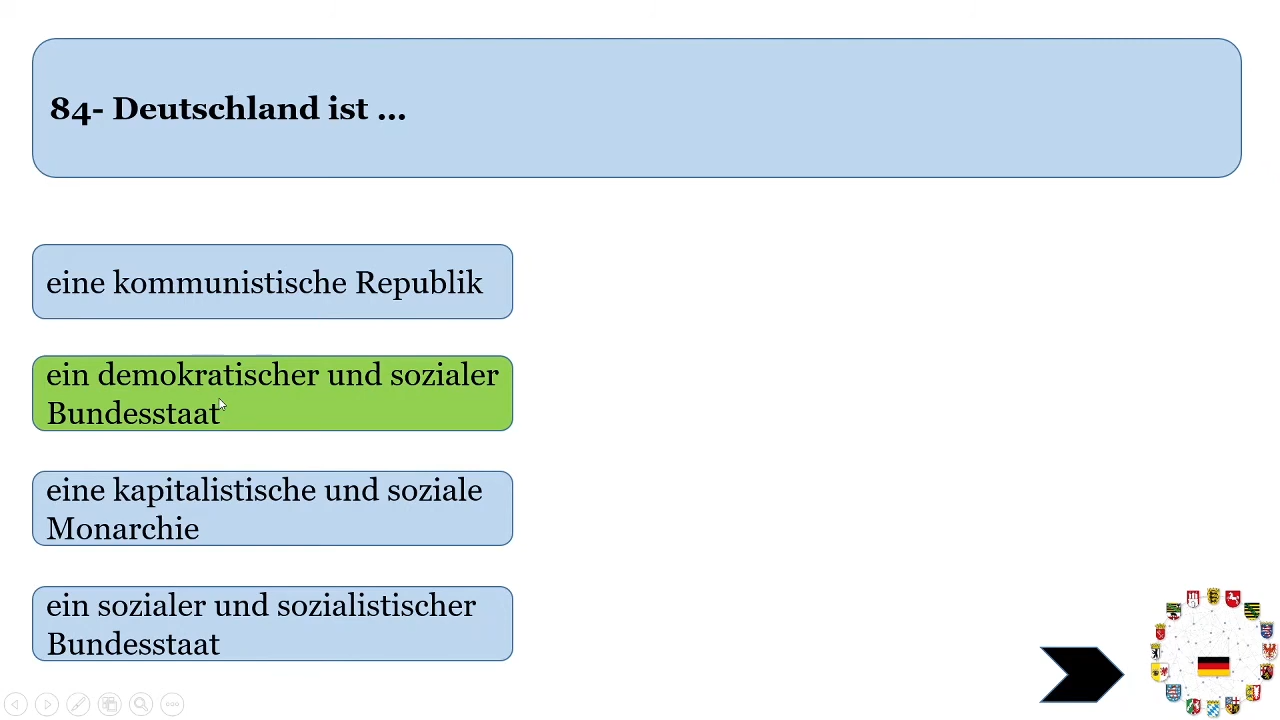 84- Deutschland ist ...
eine kommunistische Republik
ein demokratischer und sozialer
Bundesstaat
eine kapitalistische und soziale
Monarchie
ein sozialer und sozialistischer
Bundesstaat